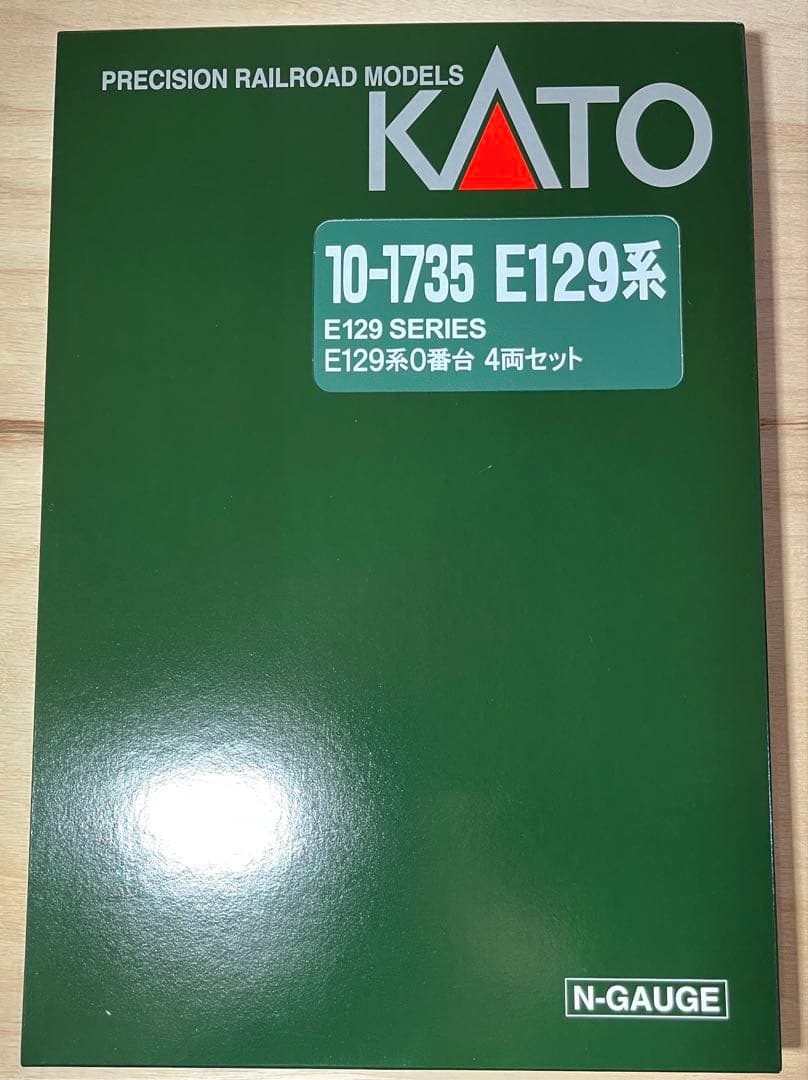 PRECISION RAILROAD MODELS
KATO
10-1735 E129系
E129 SERIES
E129系0番台 4両セット
N-GAUGE